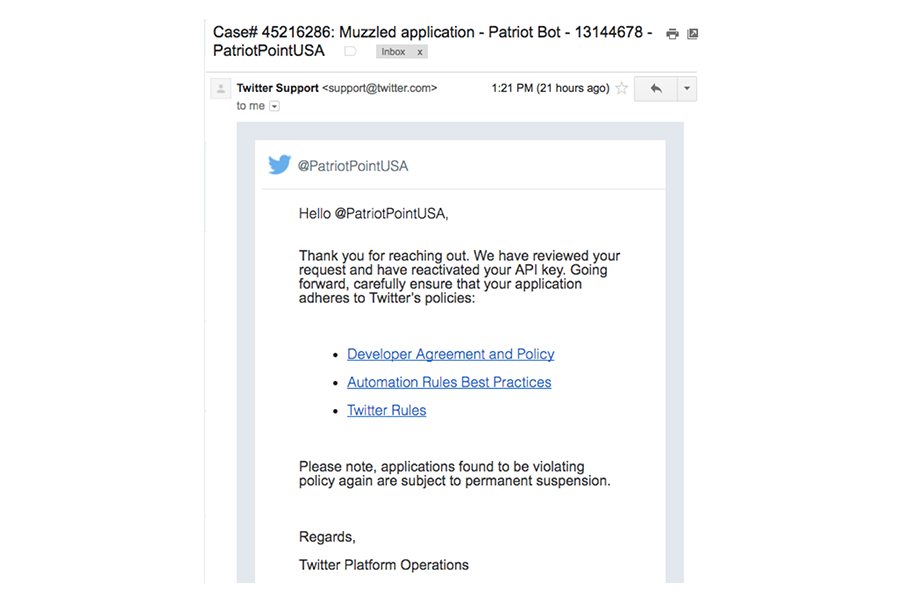 Case# 45216286: Muzzled application - Patriot Bot - 13144678 -
PatriotPointUSA Inbox x
Twitter Support <support@twitter.com> 1:21 PM (21 hours ago)
to me
@PatriotPointUSA
Hello @PatriotPointUSA,
Thank you for reaching out. We have reviewed your
request and have reactivated your API key. Going
forward, carefully ensure that your application
adheres to Twitter's policies:
• Developer Agreement and Policy
• Automation Rules Best Practices
• Twitter Rules
Please note, applications found to be violating
policy again are subject to permanent suspension.
Regards,
Twitter Platform Operations